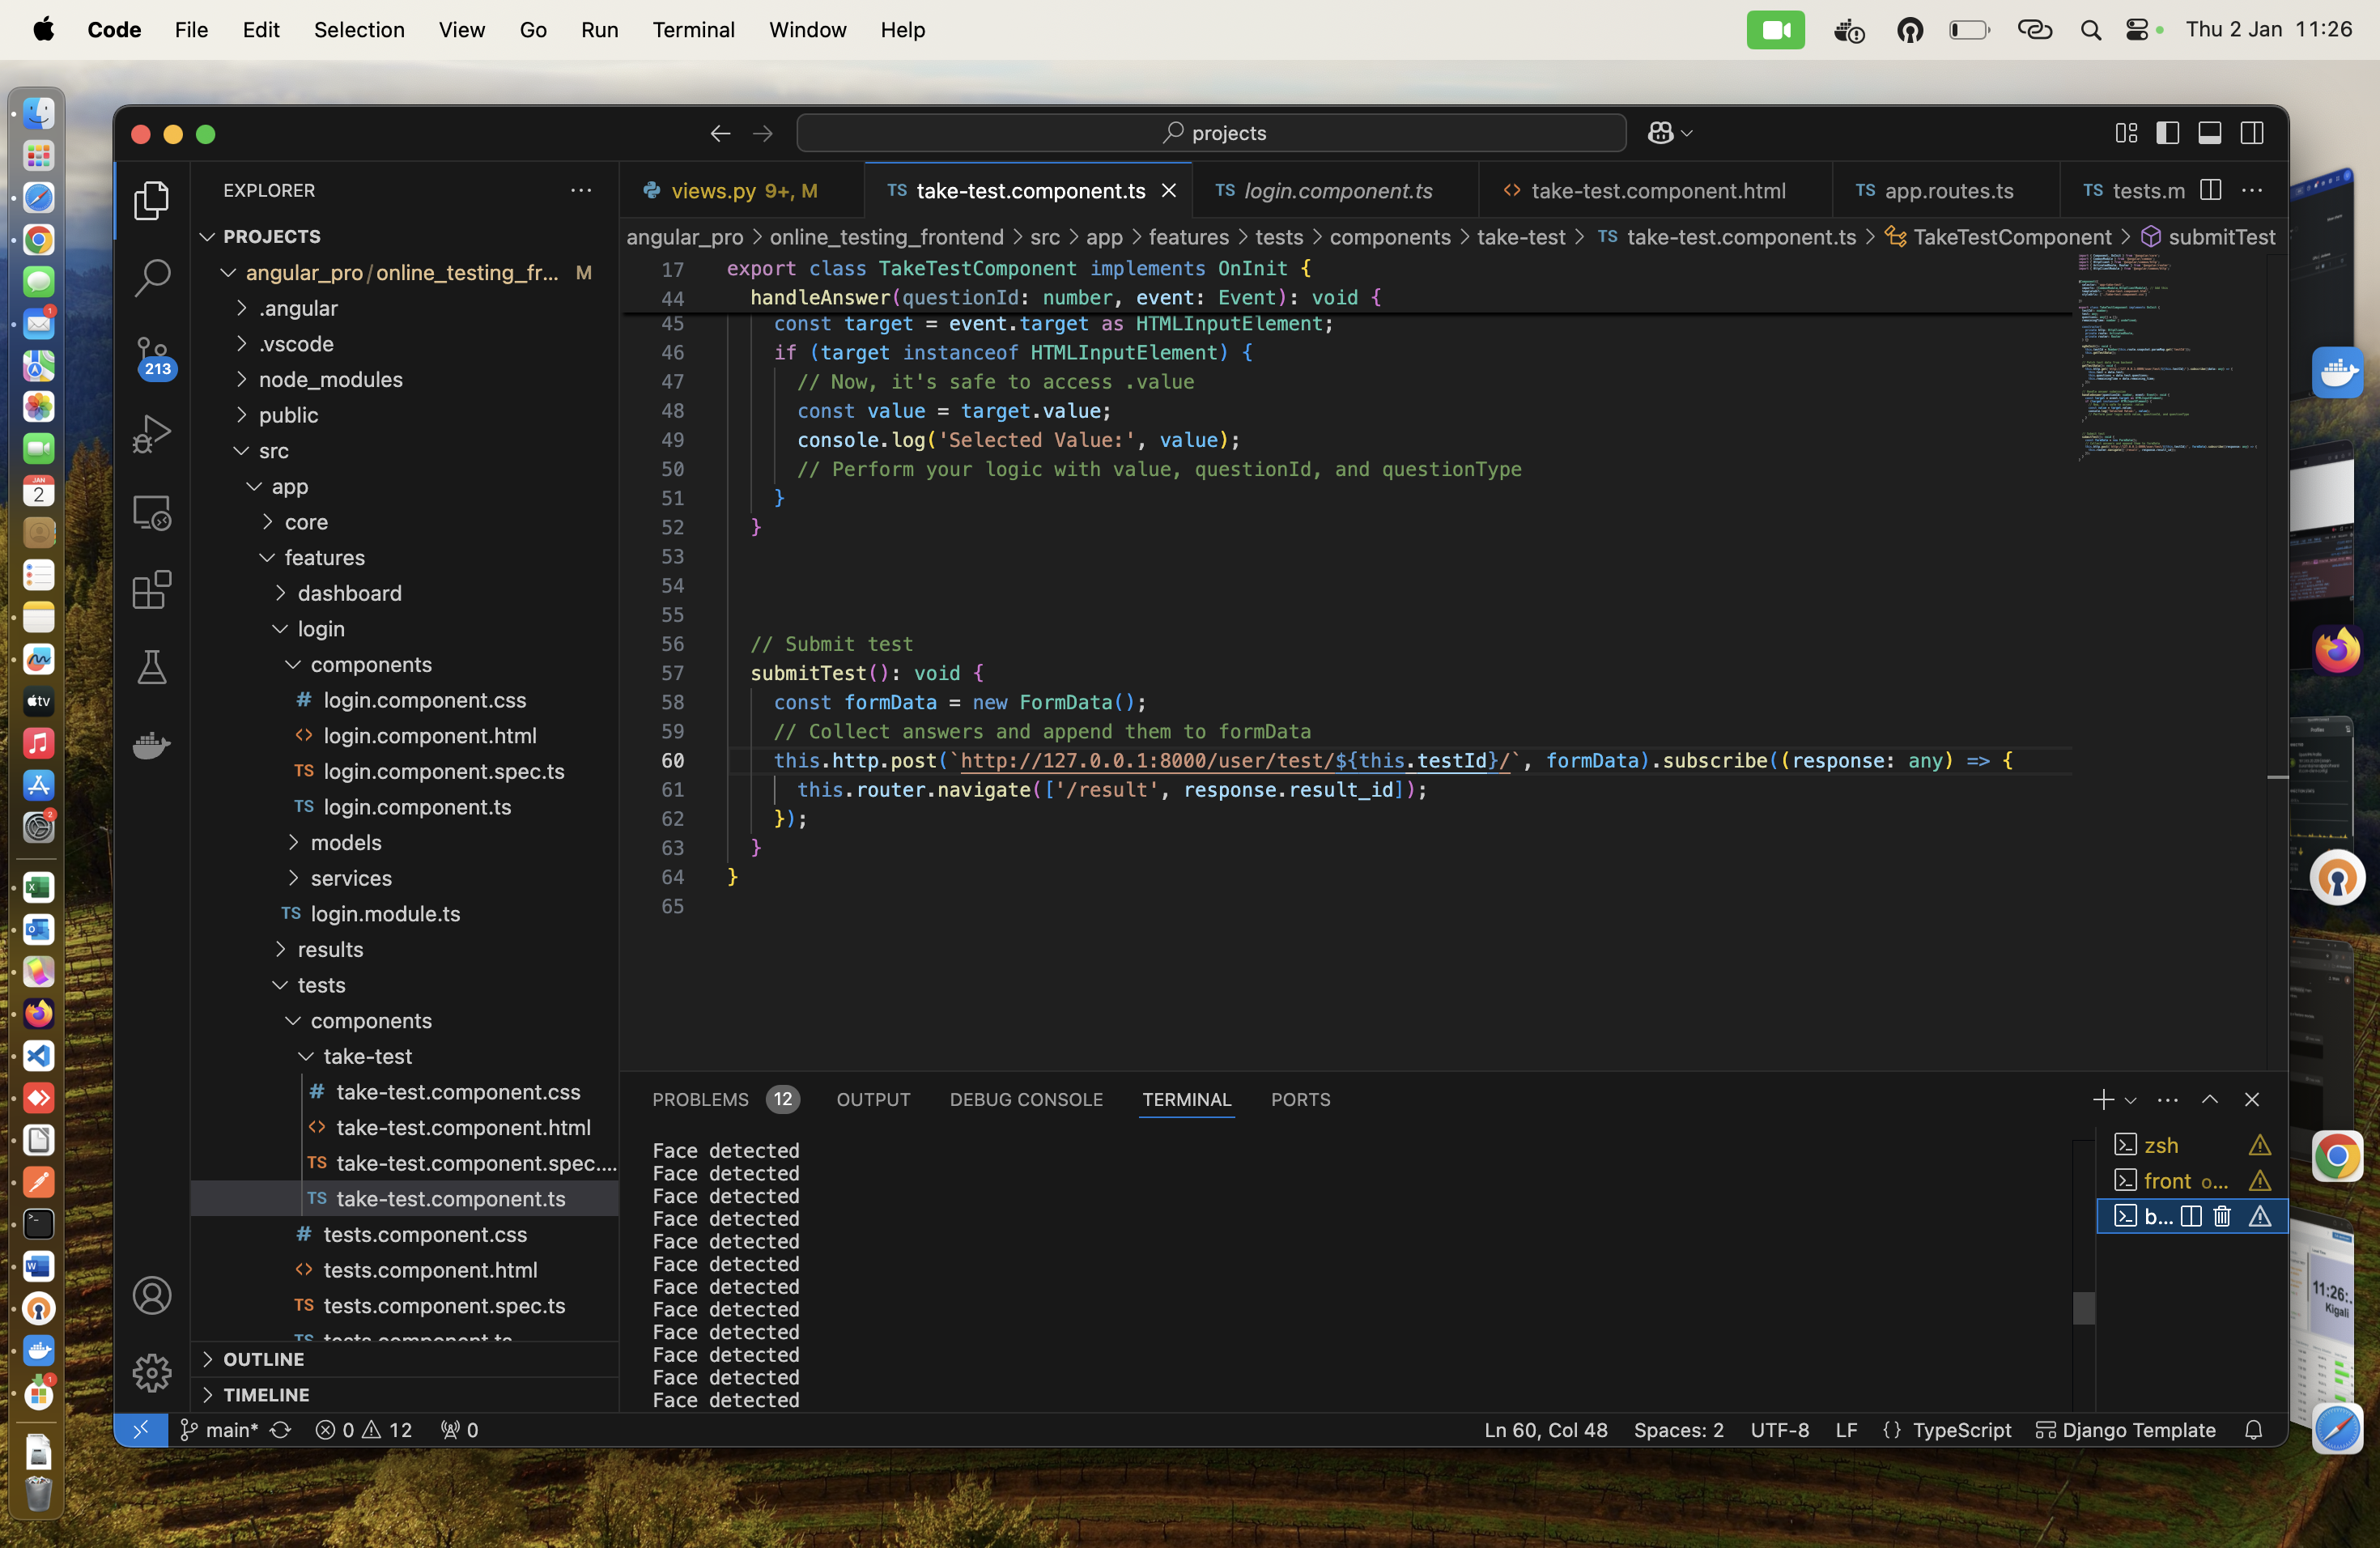 Code File Edit Selection View Go Run Terminal Window Help Thu 2 Jan 11:26
projects
EXPLORER
PROJECTS
angular_pro/online_testing_fr... M
.angular
.vscode
node_modules
public
src
app
core
features
dashboard
login
components
login.component.css
login.component.html
login.component.spec.ts
login.component.ts
models
services
login.module.ts
results
tests
components
take-test
take-test.component.css
take-test.component.html
take-test.component.spec....
take-test.component.ts
tests.component.css
tests.component.html
tests.component.spec.ts
tests.component.ts
OUTLINE
TIMELINE
213
views.py 9+, M TS take-test.component.ts TS login.component.ts <> take-test.component.html TS app.routes.ts TS tests.m
angular_pro > online_testing_frontend > src > app > features > tests > components > take-test > TS take-test.component.ts > TakeTestComponent > submitTest
17 export class TakeTestComponent implements OnInit {
44 handleAnswer(questionId: number, event: Event): void {
45 const target = event.target as HTMLInputElement;
46 if (target instanceof HTMLInputElement) {
47 // Now, it's safe to access .value
48 const value = target.value;
49 console.log('Selected Value:', value);
50 // Perform your logic with value, questionId, and questionType
51 }
52 }
53
54
55
56 // Submit test
57 submitTest(): void {
58 const formData = new FormData();
59 // Collect answers and append them to formData
60 this.http.post(`http://127.0.0.1:8000/user/test/${this.testId}/`, formData).subscribe((response: any) => {
61 this.router.navigate(['/result', response.result_id]);
62 });
63 }
64 }
65
PROBLEMS 12 OUTPUT DEBUG CONSOLE TERMINAL PORTS
Face detected
Face detected
Face detected
Face detected
Face detected
Face detected
Face detected
Face detected
Face detected
Face detected
Face detected
Face detected
zsh
front o...
b...
main* 0 12 0 Ln 60, Col 48 Spaces: 2 UTF-8 LF {} TypeScript Django Template
JAN
2
tv
11:26:
Kigali